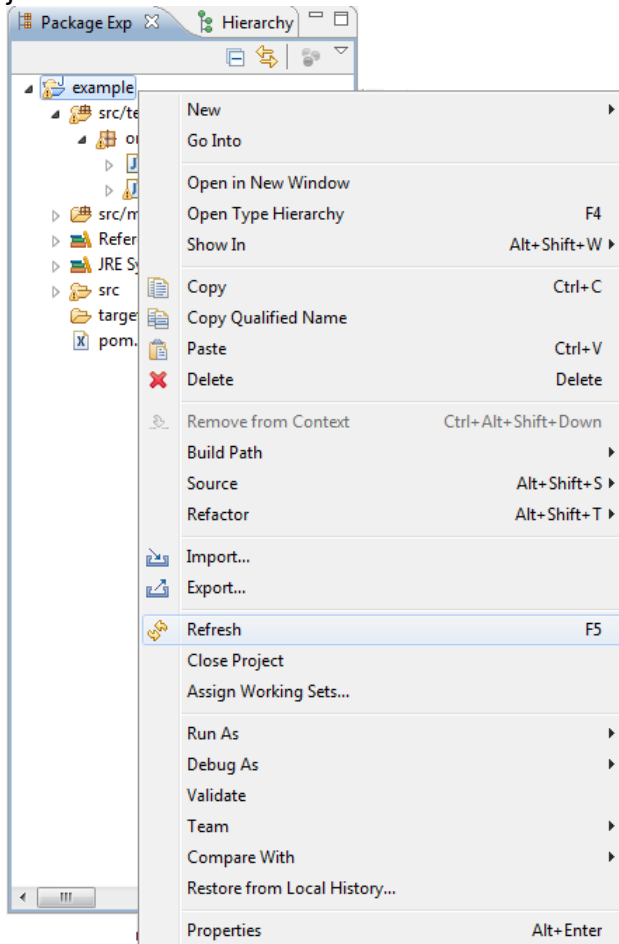 Package Exp Hierarchy
example
src/te
src/m
JRE Sy
src
targe
pom.
New
Go Into
Open in New Window
Open Type Hierarchy F4
Show In Alt+Shift+W
Copy Ctrl+C
Copy Qualified Name
Paste Ctrl+V
Delete Delete
Remove from Context Ctrl+Alt+Shift+Down
Build Path
Source Alt+Shift+S
Refactor Alt+Shift+T
Import...
Export...
Refresh F5
Close Project
Assign Working Sets...
Run As
Debug As
Validate
Team
Compare With
Restore from Local History...
Properties Alt+Enter